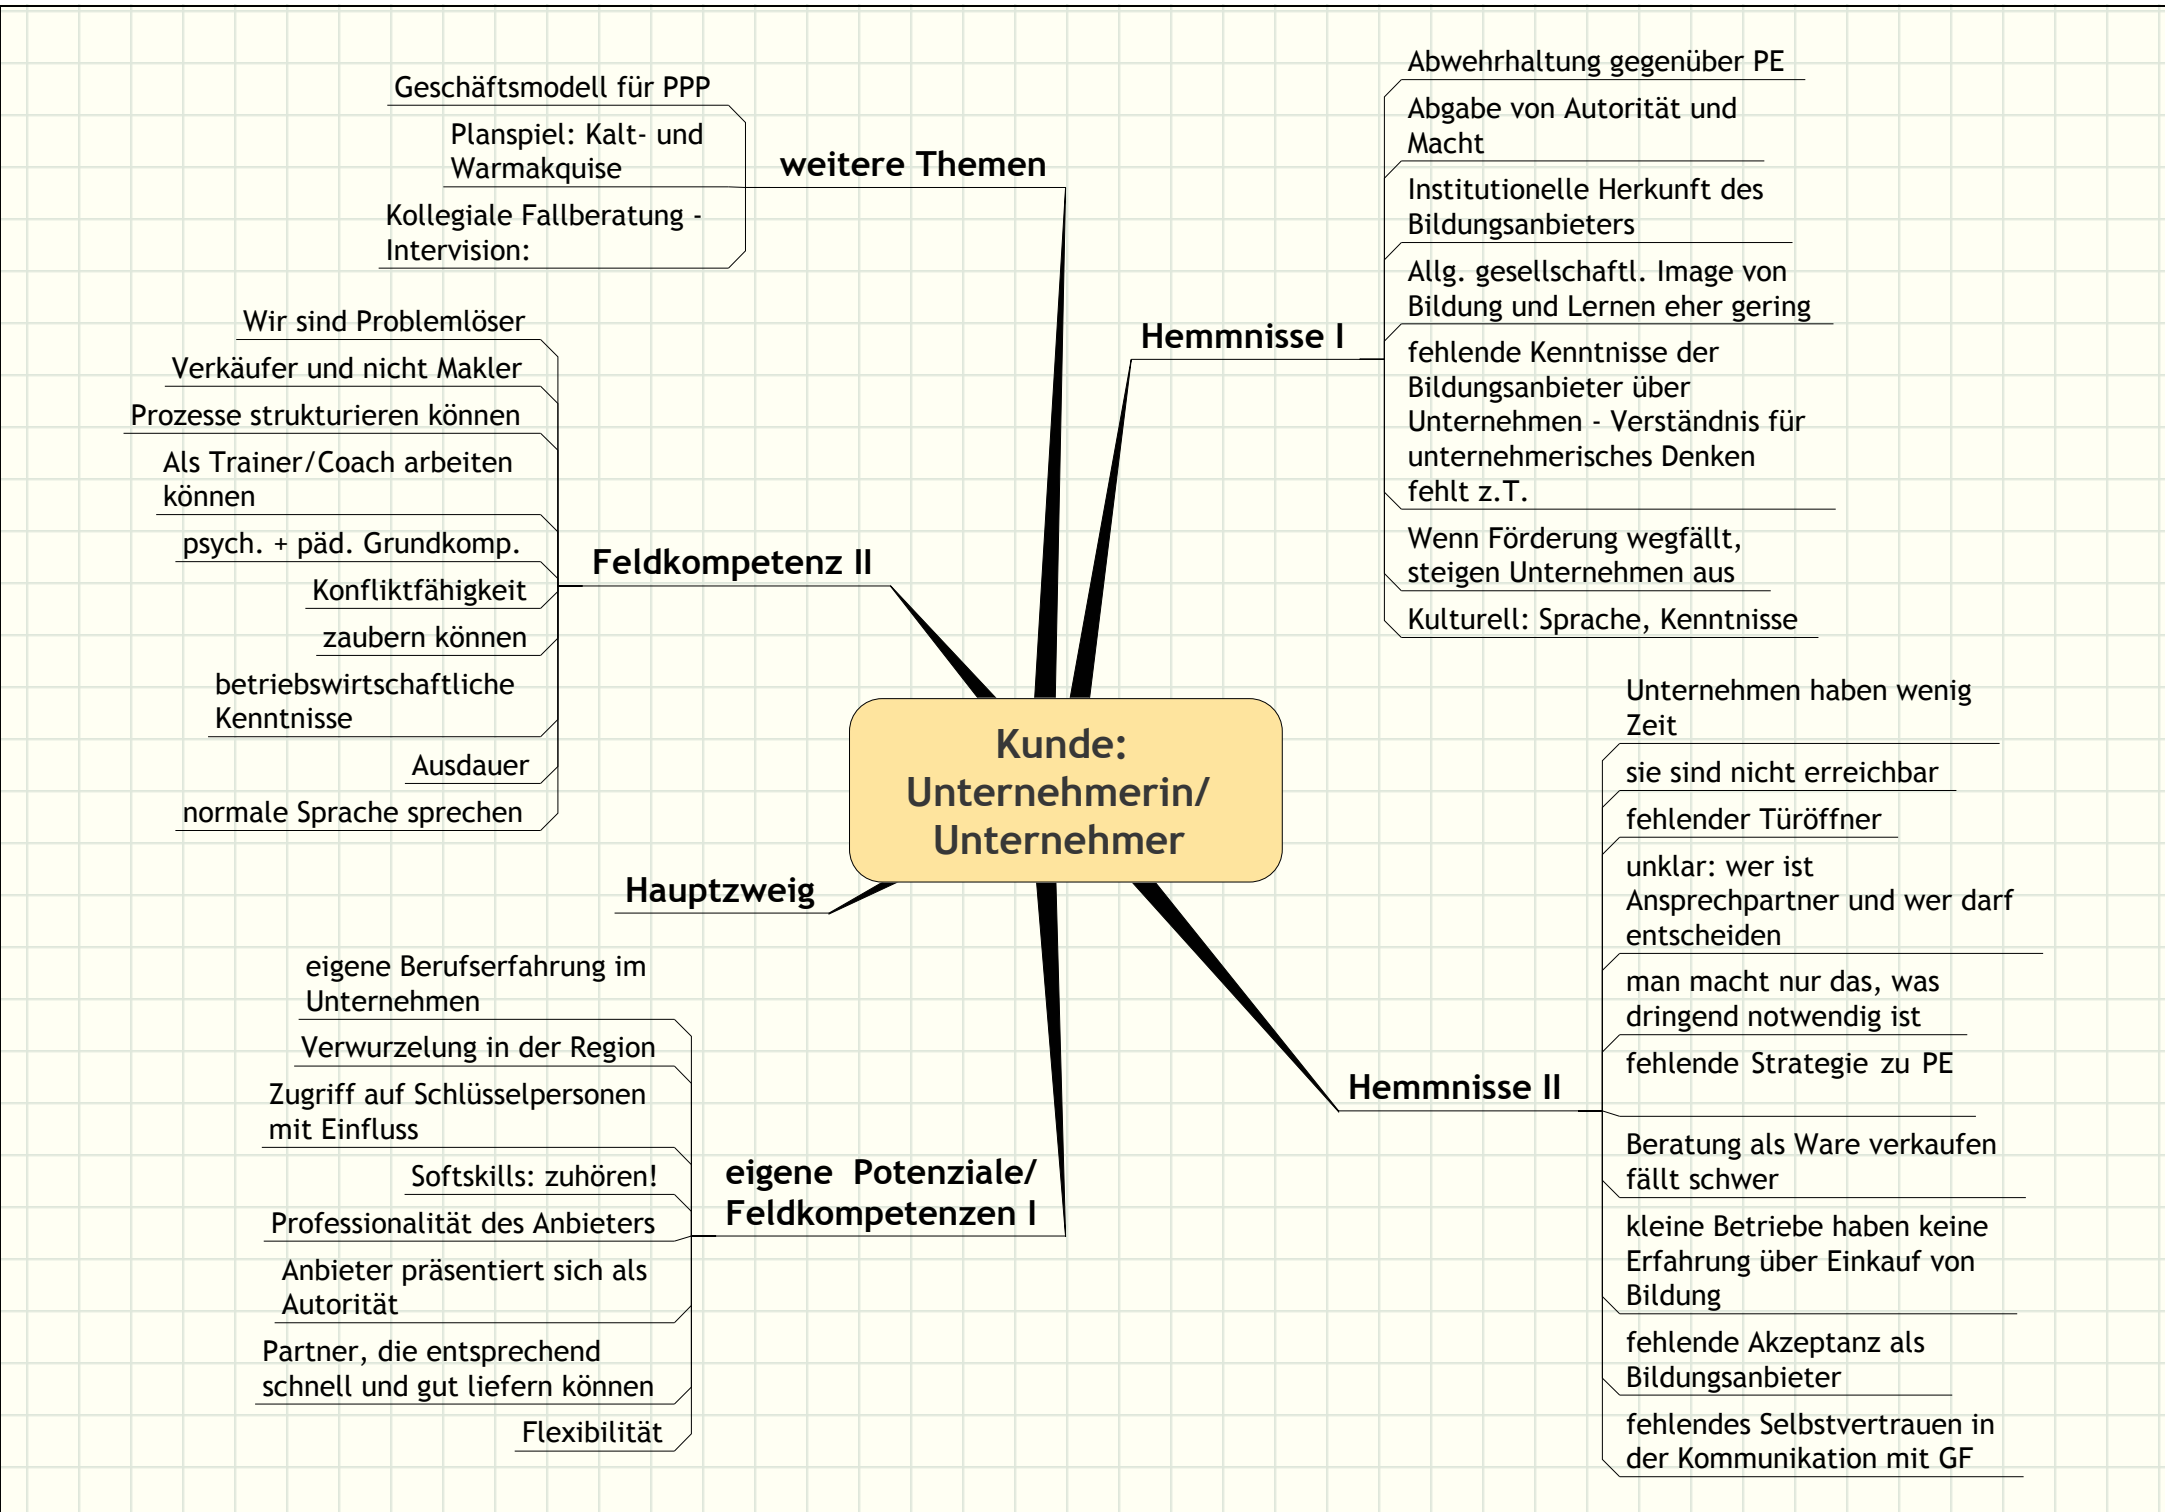 Kunde:
Unternehmerin/
Unternehmer
Hemmnisse I
Abwehrhaltung gegenüber PE
Abgabe von Autorität und
Macht
Institutionelle Herkunft des
Bildungsanbieters
Allg. gesellschaftl. Image von
Bildung und Lernen eher gering
fehlende Kenntnisse der
Bildungsanbieter über
Unternehmen - Verständnis für
unternehmerisches Denken
fehlt z.T.
Wenn Förderung wegfällt,
steigen Unternehmen aus
Kulturell: Sprache, Kenntnisse
Hemmnisse II
Unternehmen haben wenig
Zeit
sie sind nicht erreichbar
fehlender Türöffner
unklar: wer ist
Ansprechpartner und wer darf
entscheiden
man macht nur das, was
dringend notwendig ist
fehlende Strategie zu PE
Beratung als Ware verkaufen
fällt schwer
kleine Betriebe haben keine
Erfahrung über Einkauf von
Bildung
fehlende Akzeptanz als
Bildungsanbieter
fehlendes Selbstvertrauen in
der Kommunikation mit GF
eigene Potenziale/
Feldkompetenzen I
eigene Berufserfahrung im
Unternehmen
Verwurzelung in der Region
Zugriff auf Schlüsselpersonen
mit Einfluss
Softskills: zuhören!
Professionalität des Anbieters
Anbieter präsentiert sich als
Autorität
Partner, die entsprechend
schnell und gut liefern können
Flexibilität
Hauptzweig
Feldkompetenz II
Wir sind Problemlöser
Verkäufer und nicht Makler
Prozesse strukturieren können
Als Trainer/Coach arbeiten
können
psych. + päd. Grundkomp.
Konfliktfähigkeit
zaubern können
betriebswirtschaftliche
Kenntnisse
Ausdauer
normale Sprache sprechen
weitere Themen
Geschäftsmodell für PPP
Planspiel: Kalt- und
Warmakquise
Kollegiale Fallberatung -
Intervision: